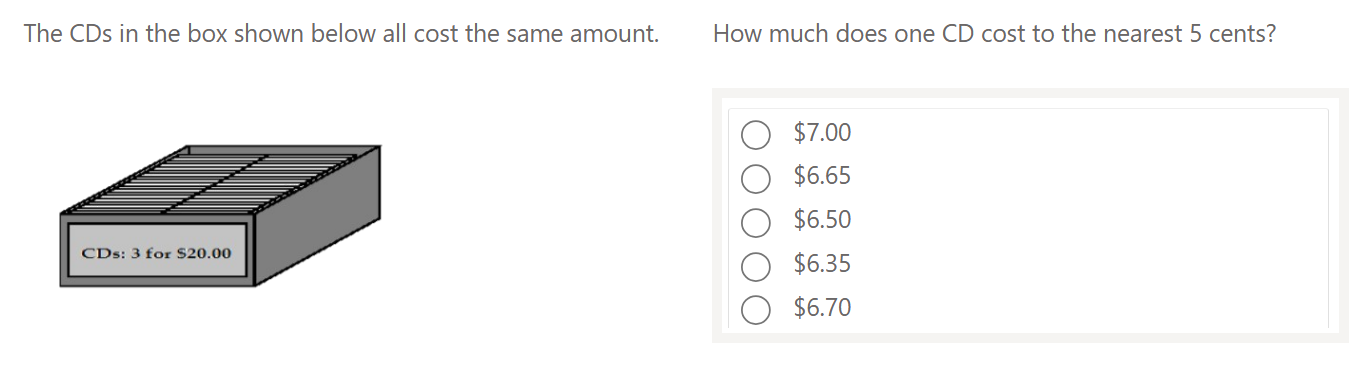 The CDs in the box shown below all cost the same amount.
CDs: 3 for $20.00
How much does one CD cost to the nearest 5 cents?
$7.00
$6.65
$6.50
$6.35
$6.70